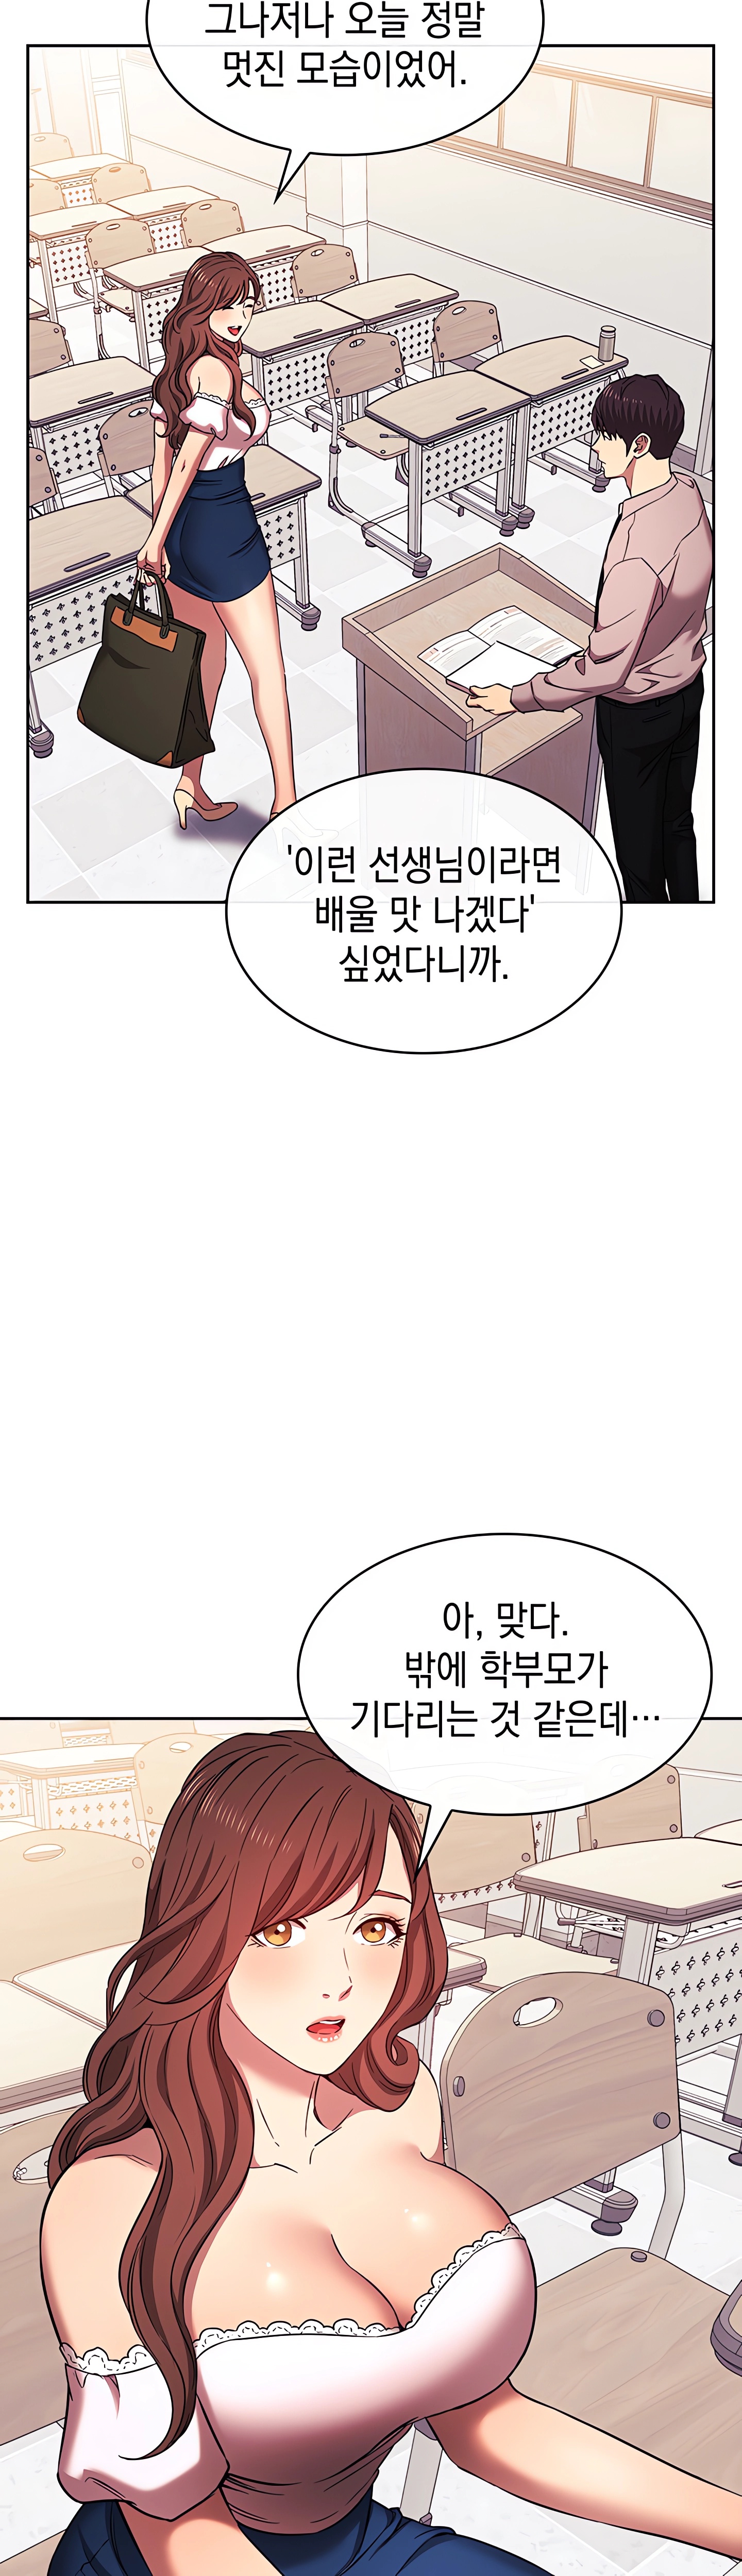 그나저나 오늘 정말
멋진 모습이었어.
'이런 선생님이라면
배울 맛 나겠다'
싶었다니까.
아, 맞다.
밖에 학부모가
기다리는 것 같은데…